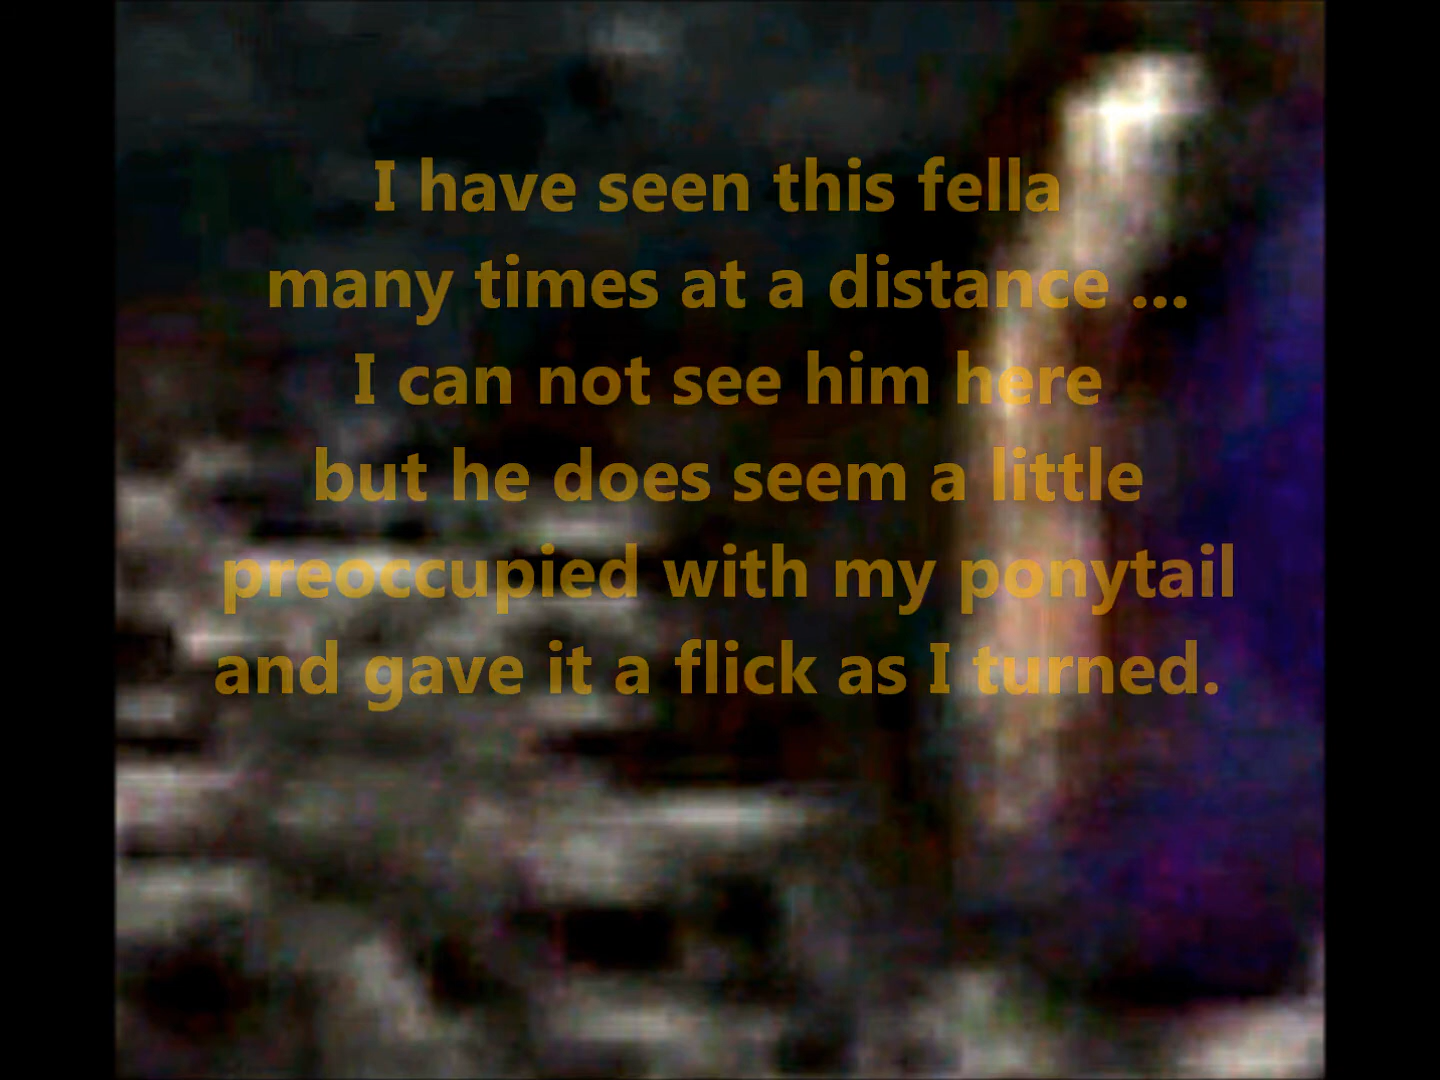 I have seen this fella
many times at a distance ...
I can not see him here
but he does seem a little
preoccupied with my ponytail
and gave it a flick as I turned.